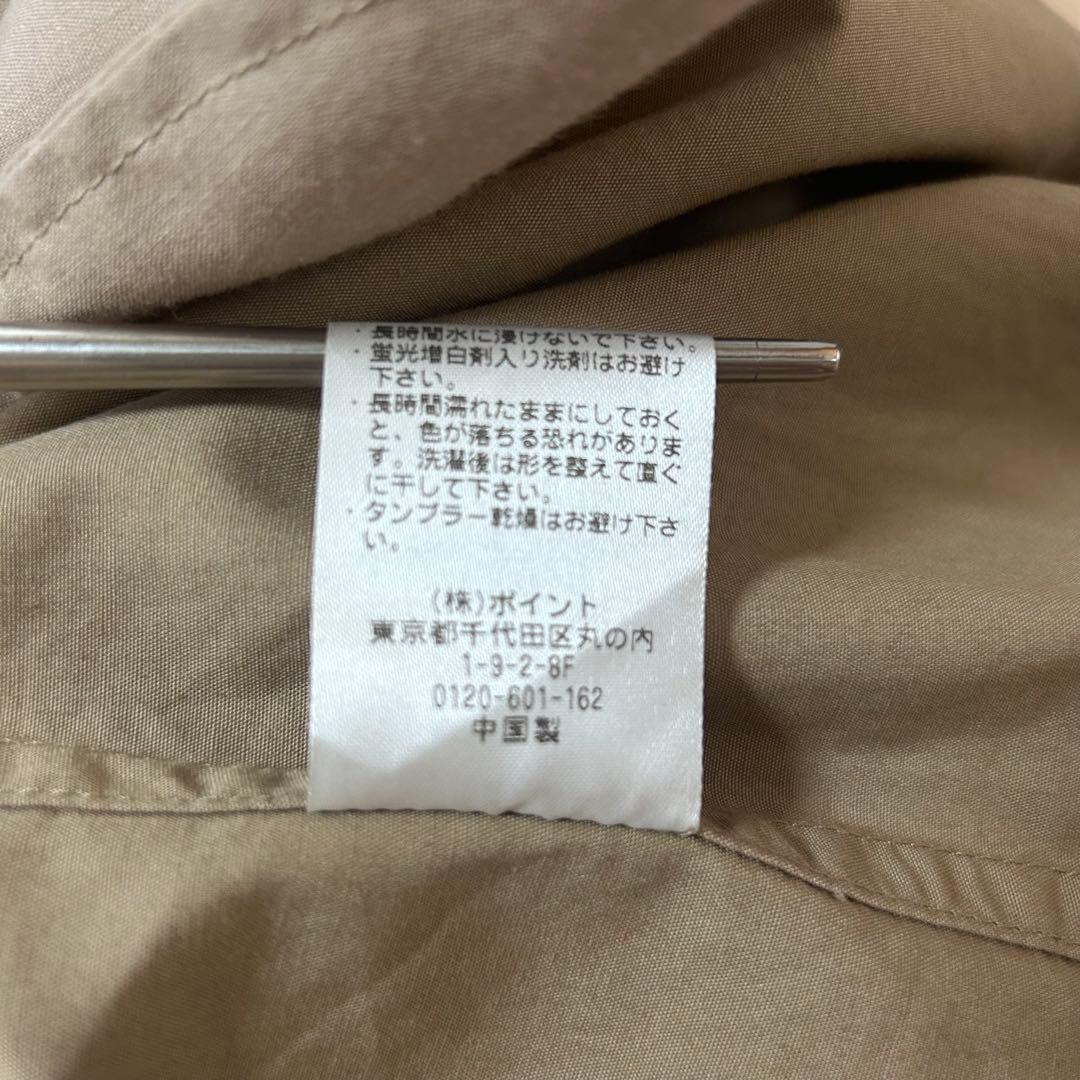 ・長時間水に浸けないで下さい。
・蛍光増白剤入り洗剤はお避け
下さい。
・長時間濡れたままにしておく
と、色が落ちる恐れがありま
す。洗濯後は形を整えて直ぐ
に干して下さい。
・タンブラー乾燥はお避け下さ
い。
(株)ポイント
東京都千代田区丸の内
1-9-2-8F
0120-601-162
中国製